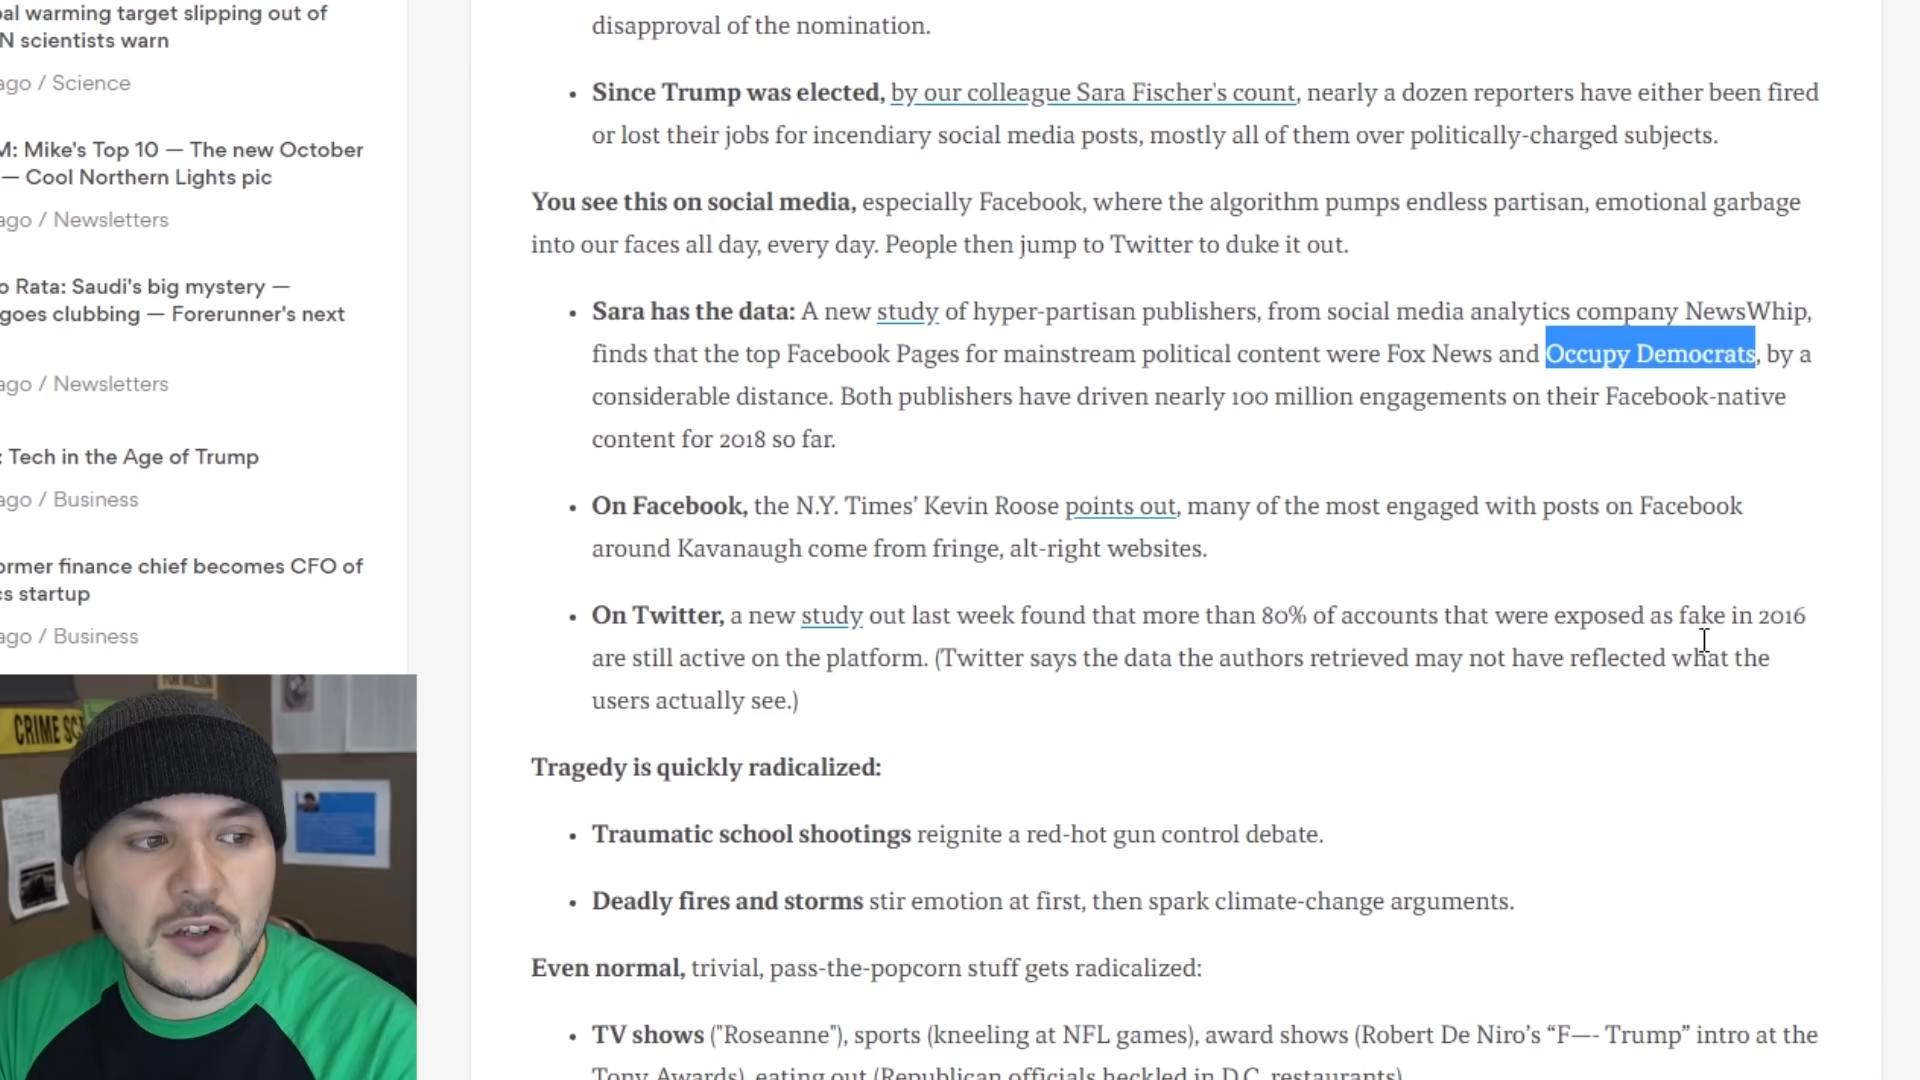 bal warming target slipping out of
N scientists warn
ago / Science
M: Mike's Top 10 — The new October
— Cool Northern Lights pic
ago / Newsletters
o Rata: Saudi's big mystery —
goes clubbing — Forerunner's next
ago / Newsletters
: Tech in the Age of Trump
ago / Business
ormer finance chief becomes CFO of
cs startup
ago / Business
CRIME SC
disapproval of the nomination.
• Since Trump was elected, by our colleague Sara Fischer's count, nearly a dozen reporters have either been fired
or lost their jobs for incendiary social media posts, mostly all of them over politically-charged subjects.
You see this on social media, especially Facebook, where the algorithm pumps endless partisan, emotional garbage
into our faces all day, every day. People then jump to Twitter to duke it out.
• Sara has the data: A new study of hyper-partisan publishers, from social media analytics company NewsWhip,
finds that the top Facebook Pages for mainstream political content were Fox News and Occupy Democrats, by a
considerable distance. Both publishers have driven nearly 100 million engagements on their Facebook-native
content for 2018 so far.
• On Facebook, the N.Y. Times’ Kevin Roose points out, many of the most engaged with posts on Facebook
around Kavanaugh come from fringe, alt-right websites.
• On Twitter, a new study out last week found that more than 80% of accounts that were exposed as fake in 2016
are still active on the platform. (Twitter says the data the authors retrieved may not have reflected what the
users actually see.)
Tragedy is quickly radicalized:
• Traumatic school shootings reignite a red-hot gun control debate.
• Deadly fires and storms stir emotion at first, then spark climate-change arguments.
Even normal, trivial, pass-the-popcorn stuff gets radicalized:
• TV shows ("Roseanne"), sports (kneeling at NFL games), award shows (Robert De Niro’s “F—- Trump” intro at the
Tony Awards), eating out (Republican officials heckled in D.C. restaurants).